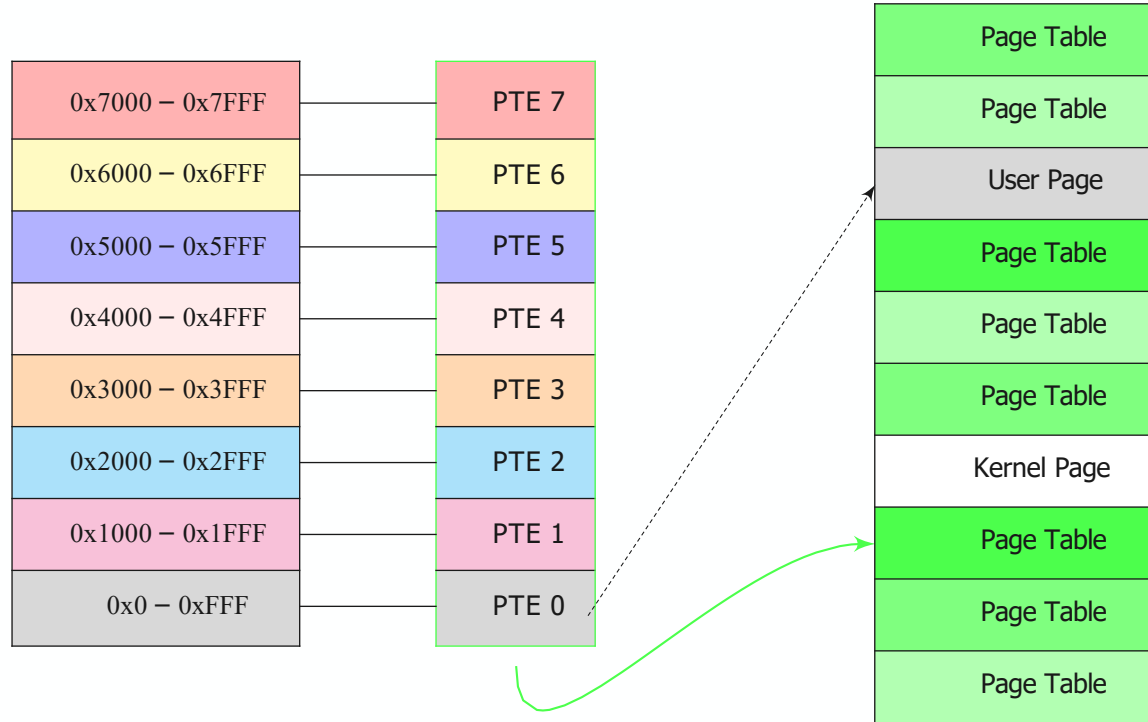 0x7000 − 0x7FFF
0x6000 − 0x6FFF
0x5000 − 0x5FFF
0x4000 − 0x4FFF
0x3000 − 0x3FFF
0x2000 − 0x2FFF
0x1000 − 0x1FFF
0x0 − 0xFFF
PTE 7
PTE 6
PTE 5
PTE 4
PTE 3
PTE 2
PTE 1
PTE 0
Page Table
Page Table
User Page
Page Table
Page Table
Page Table
Kernel Page
Page Table
Page Table
Page Table